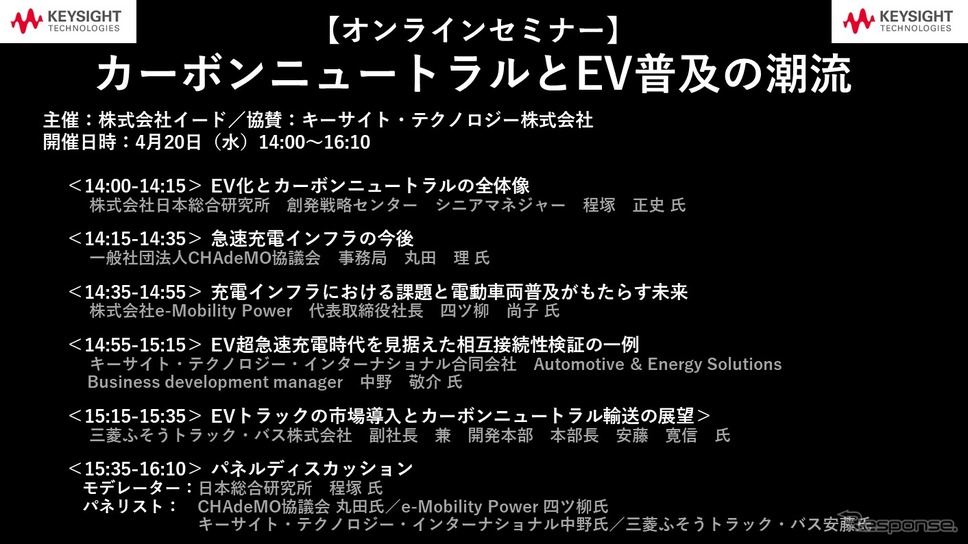 KEYSIGHT
TECHNOLOGIES
KEYSIGHT
TECHNOLOGIES
【オンラインセミナー】
カーボンニュートラルとEV普及の潮流
主催：株式会社イード／協賛：キーサイト・テクノロジー株式会社
開催日時：4月20日（水）14:00～16:10
＜14:00-14:15＞ EV化とカーボンニュートラルの全体像
株式会社日本総合研究所　創発戦略センター　シニアマネジャー　程塚　正史 氏
＜14:15-14:35＞ 急速充電インフラの今後
一般社団法人CHAdeMO協議会　事務局　丸田　理 氏
＜14:35-14:55＞ 充電インフラにおける課題と電動車両普及がもたらす未来
株式会社e-Mobility Power　代表取締役社長　四ツ柳　尚子 氏
＜14:55-15:15＞ EV超急速充電時代を見据えた相互接続性検証の一例
キーサイト・テクノロジー・インターナショナル合同会社　Automotive & Energy Solutions
Business development manager　中野　敬介 氏
＜15:15-15:35＞ EVトラックの市場導入とカーボンニュートラル輸送の展望＞
三菱ふそうトラック・バス株式会社　副社長　兼　開発本部　本部長　安藤　寛信　氏
＜15:35-16:10＞ パネルディスカッション
モデレーター：日本総合研究所　程塚 氏
パネリスト：　CHAdeMO協議会 丸田氏／e-Mobility Power 四ツ柳氏
キーサイト・テクノロジー・インターナショナル中野氏／三菱ふそうトラック・バス安藤氏
Response.